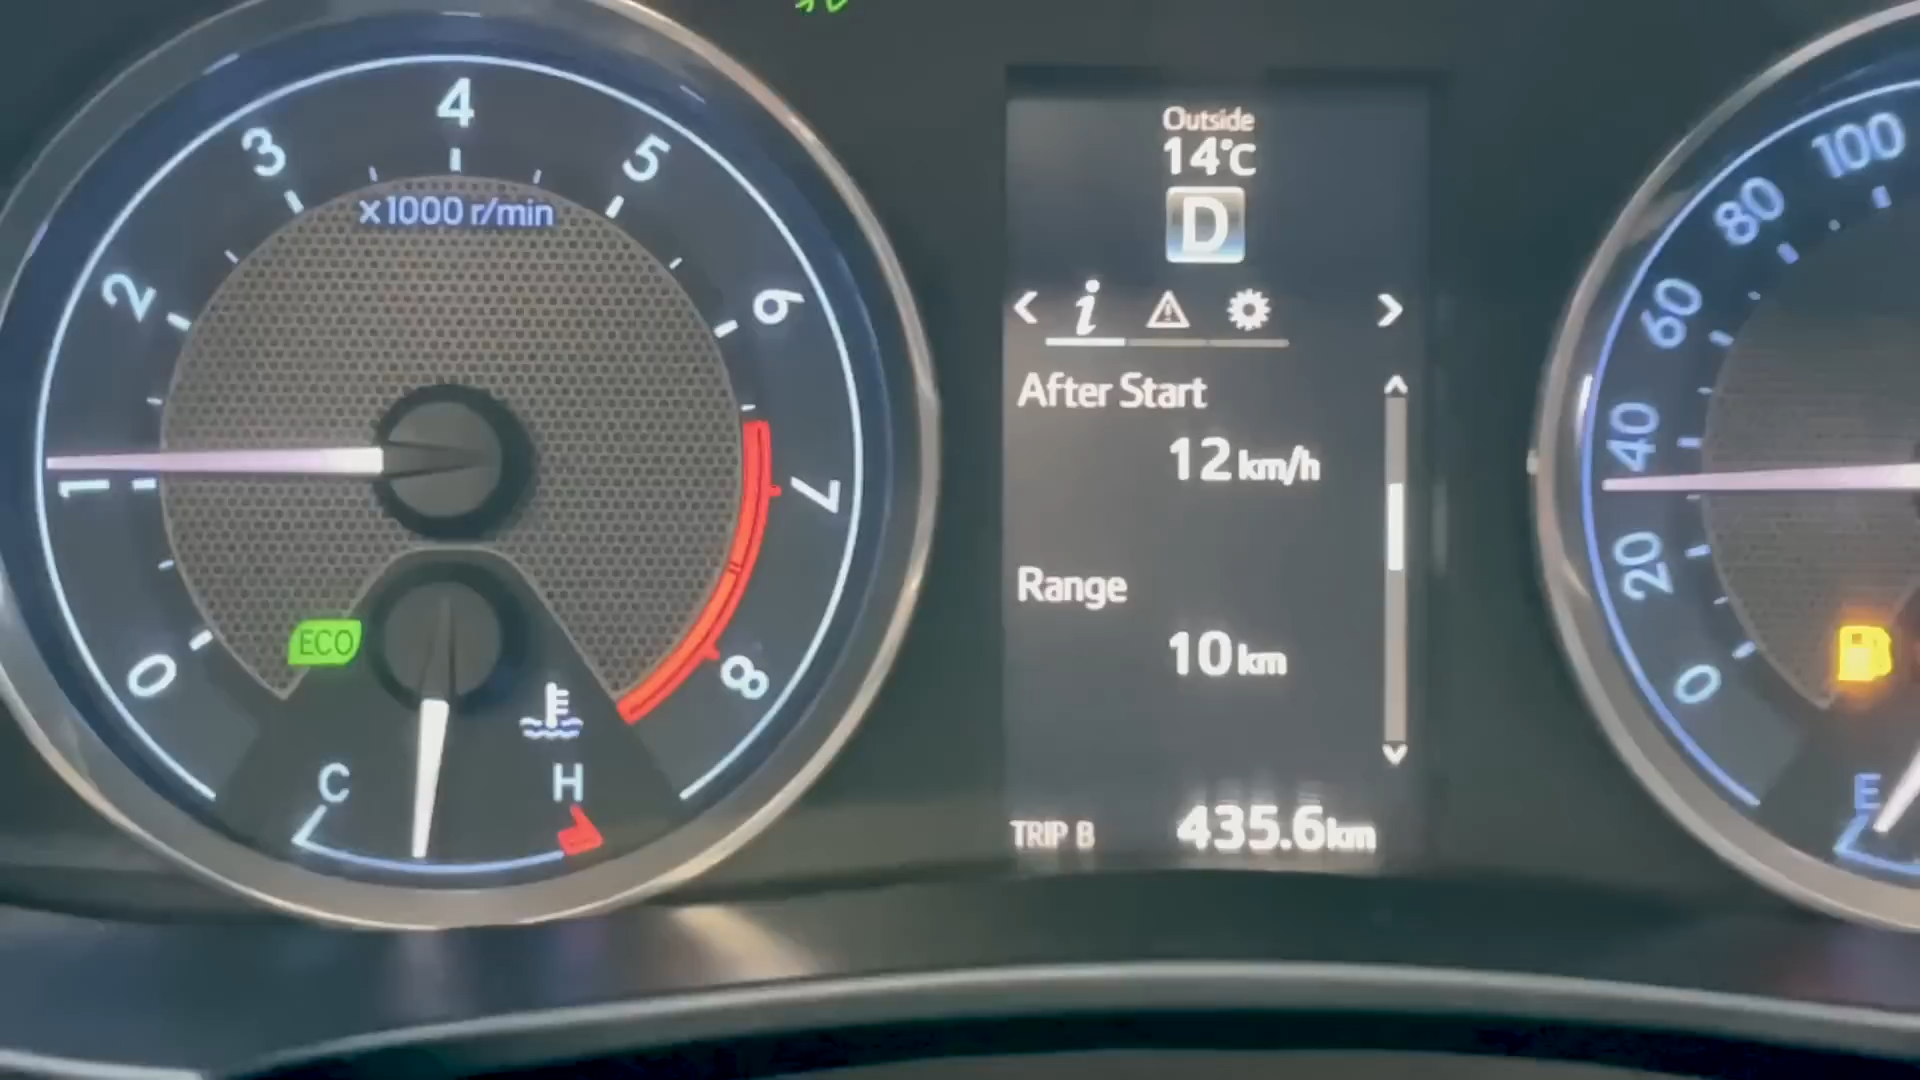 0
1
2
3
4
5
6
7
8
x1000 r/min
ECO
C
H
Outside
14°C
D
i
After Start
12 km/h
Range
10 km
TRIP B 435.6 km
0
20
40
60
80
100
E